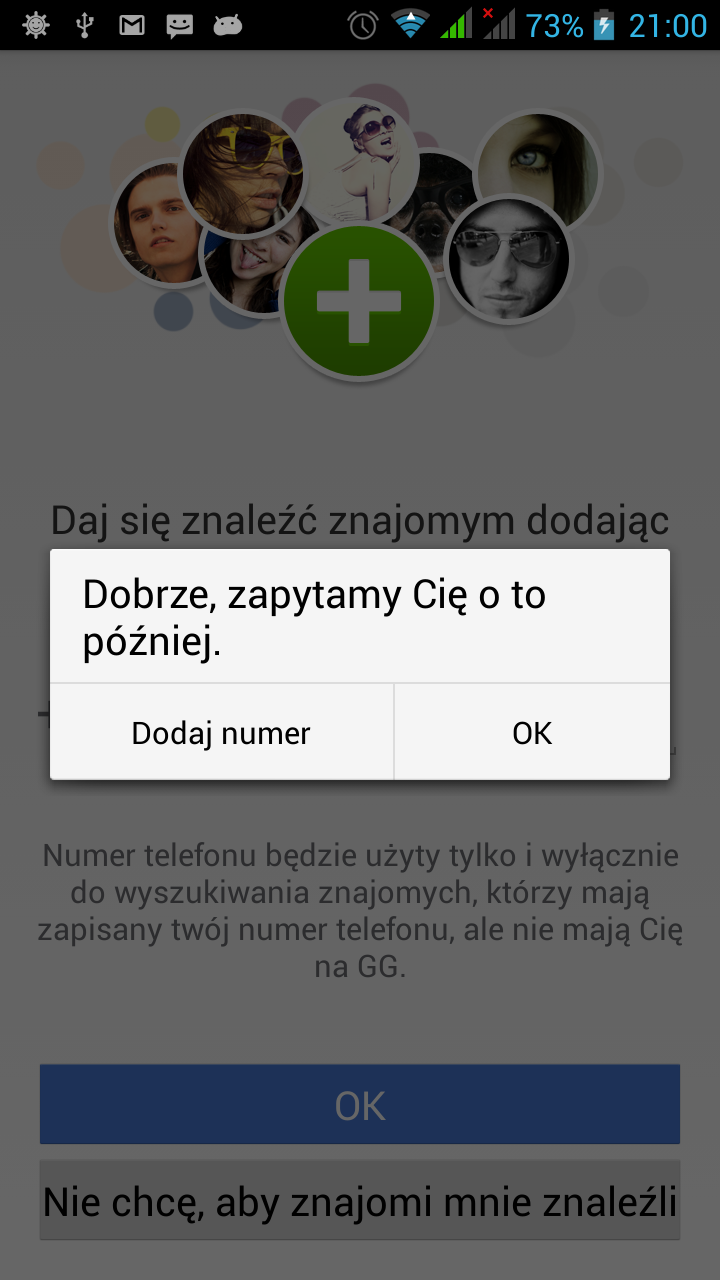 73% 21:00
Daj się znaleźć znajomym dodając
Dobrze, zapytamy Cię o to
później.
Dodaj numer OK
Numer telefonu będzie użyty tylko i wyłącznie
do wyszukiwania znajomych, którzy mają
zapisany twój numer telefonu, ale nie mają Cię
na GG.
OK
Nie chcę, aby znajomi mnie znaleźli